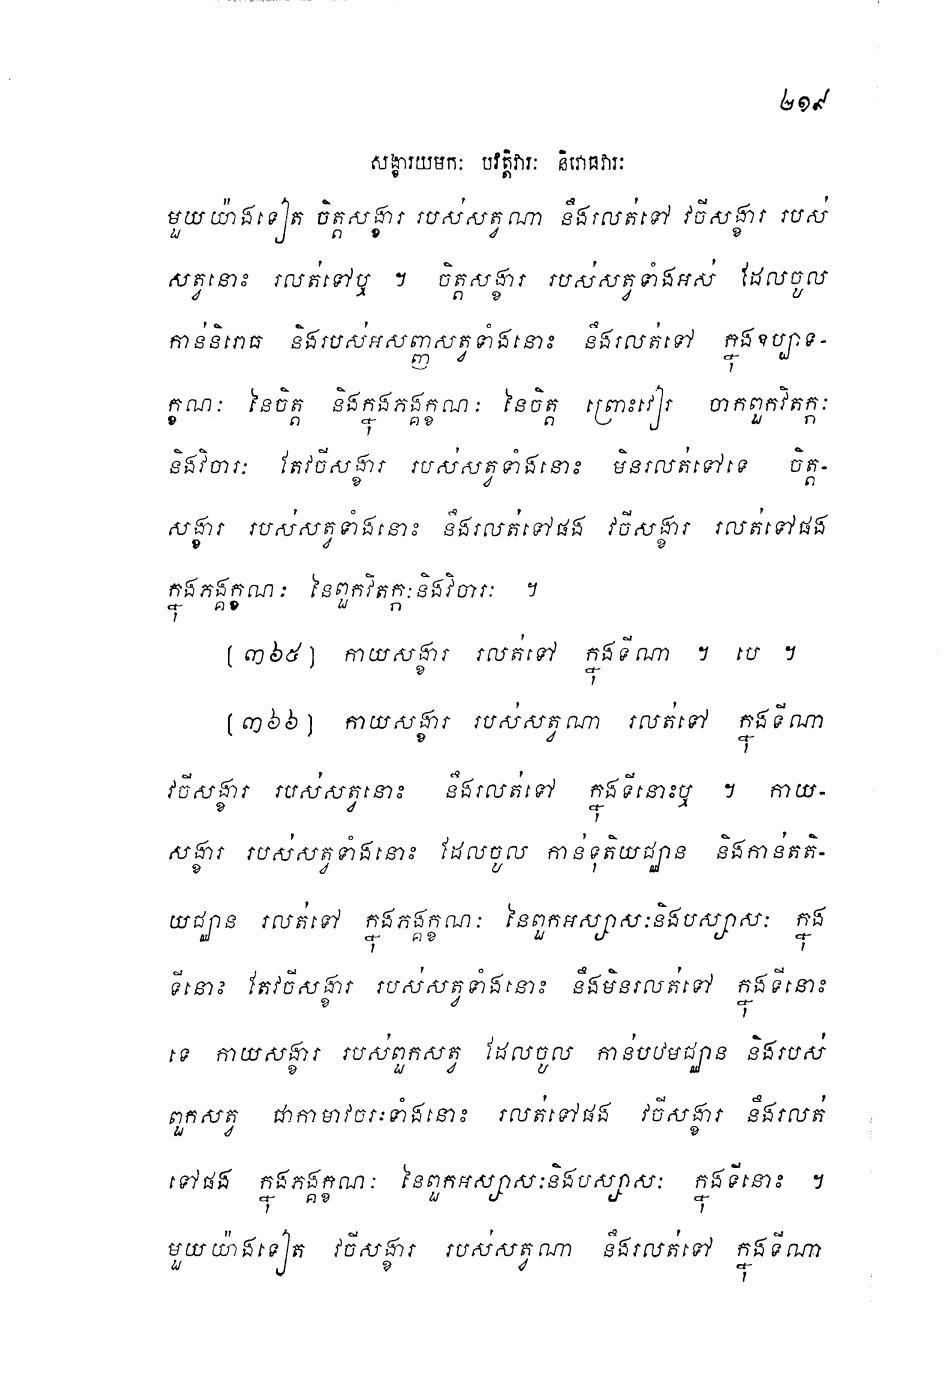 ២១៩
សង្ខារយមកៈ បវត្តិវារៈ និរោធវារៈ
មួយយ៉ាងទៀត ចិត្តសង្ខារ របស់សត្វណា នឹងរលត់ទៅ វចីសង្ខារ របស់
សត្វនោះ រលត់ទៅឬ ។ ចិត្តសង្ខារ របស់សត្វទាំងអស់ ដែលចូល
កាន់និរោធ និងរបស់អសញ្ញសត្វទាំងនោះ នឹងរលត់ទៅ ក្នុងឧប្បាទ-
ក្ខណៈ នៃចិត្ត និងក្នុងភង្គក្ខណៈ នៃចិត្ត ព្រោះវៀរ ចាកពួកវិតក្កៈ
និងវិចារៈ តែវចីសង្ខារ របស់សត្វទាំងនោះ មិនរលត់ទៅទេ ចិត្ត-
សង្ខារ របស់សត្វទាំងនោះ នឹងរលត់ទៅផង វចីសង្ខារ រលត់ទៅផង
ក្នុងភង្គក្ខណៈ នៃពួកវិតក្កៈនិងវិចារៈ ។
(៣៦៥) កាយសង្ខារ រលត់ទៅ ក្នុងទីណា ។ បេ ។
(៣៦៦) កាយសង្ខារ របស់សត្វណា រលត់ទៅ ក្នុងទីណា
វចីសង្ខារ របស់សត្វនោះ នឹងរលត់ទៅ ក្នុងទីនោះឬ ។ កាយ-
សង្ខារ របស់សត្វទាំងនោះ ដែលចូល កាន់ទុតិយជ្ឈាន និងកាន់តតិ-
យជ្ឈាន រលត់ទៅ ក្នុងភង្គក្ខណៈ នៃពួកអស្សាសៈនិងបស្សាសៈ ក្នុង
ទីនោះ តែវចីសង្ខារ របស់សត្វទាំងនោះ នឹងមិនរលត់ទៅ ក្នុងទីនោះ
ទេ កាយសង្ខារ របស់ពួកសត្វ ដែលចូល កាន់បឋមជ្ឈាន និងរបស់
ពួកសត្វ ជាកាមាវចរៈទាំងនោះ រលត់ទៅផង វចីសង្ខារ នឹងរលត់
ទៅផង ក្នុងភង្គក្ខណៈ នៃពួកអស្សាសៈនិងបស្សាសៈ ក្នុងទីនោះ ។
មួយយ៉ាងទៀត វចីសង្ខារ របស់សត្វណា នឹងរលត់ទៅ ក្នុងទីណា